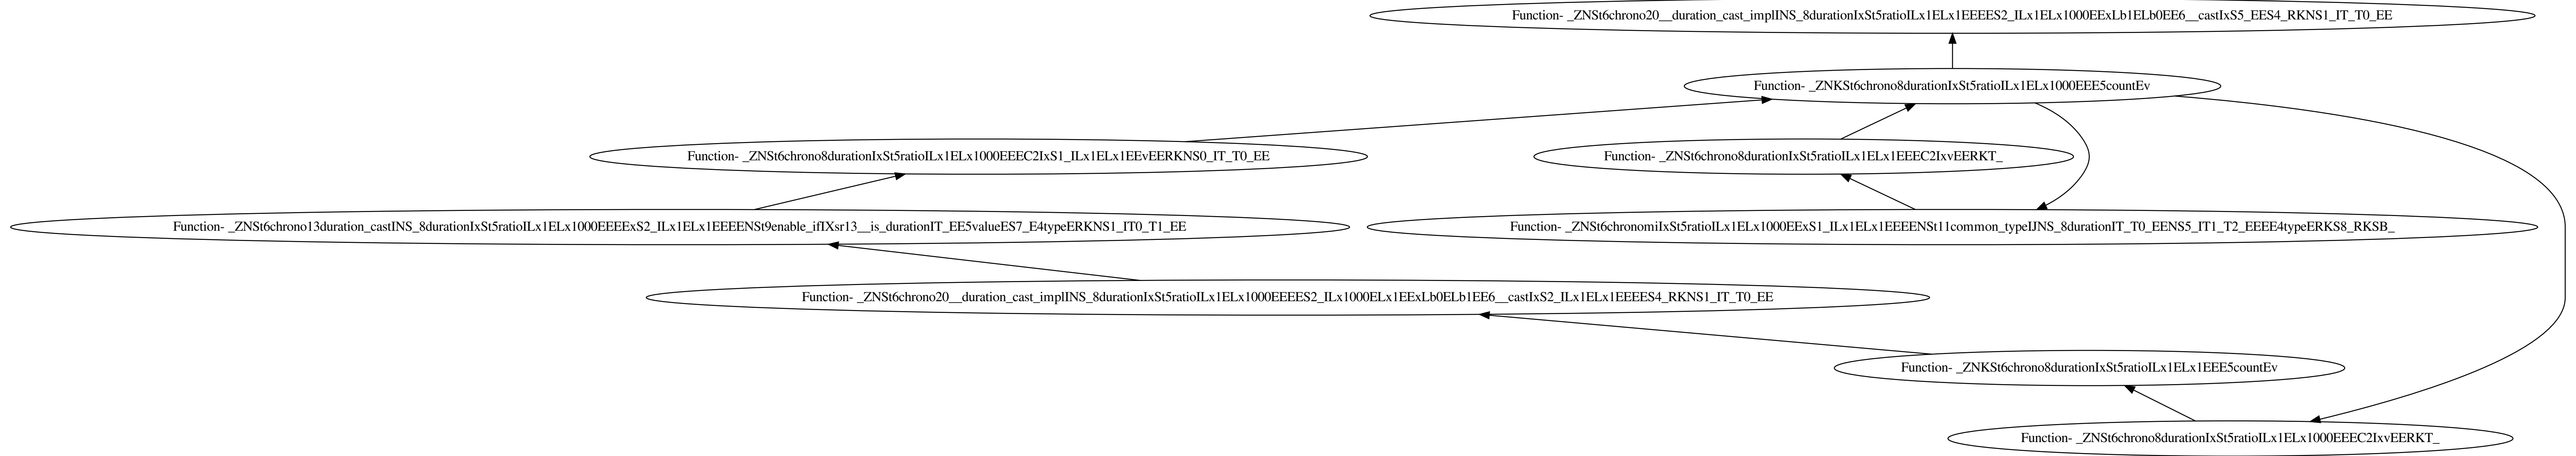 Function- _ZNSt6chrono20__duration_cast_implINS_8durationIxSt5ratioILx1ELx1EEEES2_ILx1ELx1000EExLb1ELb0EE6__castIxS5_EES4_RKNS1_IT_T0_EE
Function- _ZNKSt6chrono8durationIxSt5ratioILx1ELx1000EEE5countEv
Function- _ZNSt6chrono8durationIxSt5ratioILx1ELx1000EEEC2IxS1_ILx1ELx1EEvEERKNS0_IT_T0_EE
Function- _ZNSt6chrono8durationIxSt5ratioILx1ELx1EEEC2IxvEERKT_
Function- _ZNSt6chrono13duration_castINS_8durationIxSt5ratioILx1ELx1000EEEExS2_ILx1ELx1EEEENSt9enable_ifIXsr13__is_durationIT_EE5valueES7_E4typeERKNS1_IT0_T1_EE
Function- _ZNSt6chronomiIxSt5ratioILx1ELx1000EExS1_ILx1ELx1EEEENSt11common_typeIJNS_8durationIT_T0_EENS5_IT1_T2_EEEE4typeERKS8_RKSB_
Function- _ZNSt6chrono20__duration_cast_implINS_8durationIxSt5ratioILx1ELx1000EEEES2_ILx1000ELx1EExLb0ELb1EE6__castIxS2_ILx1ELx1EEEES4_RKNS1_IT_T0_EE
Function- _ZNKSt6chrono8durationIxSt5ratioILx1ELx1EEE5countEv
Function- _ZNSt6chrono8durationIxSt5ratioILx1ELx1000EEEC2IxvEERKT_